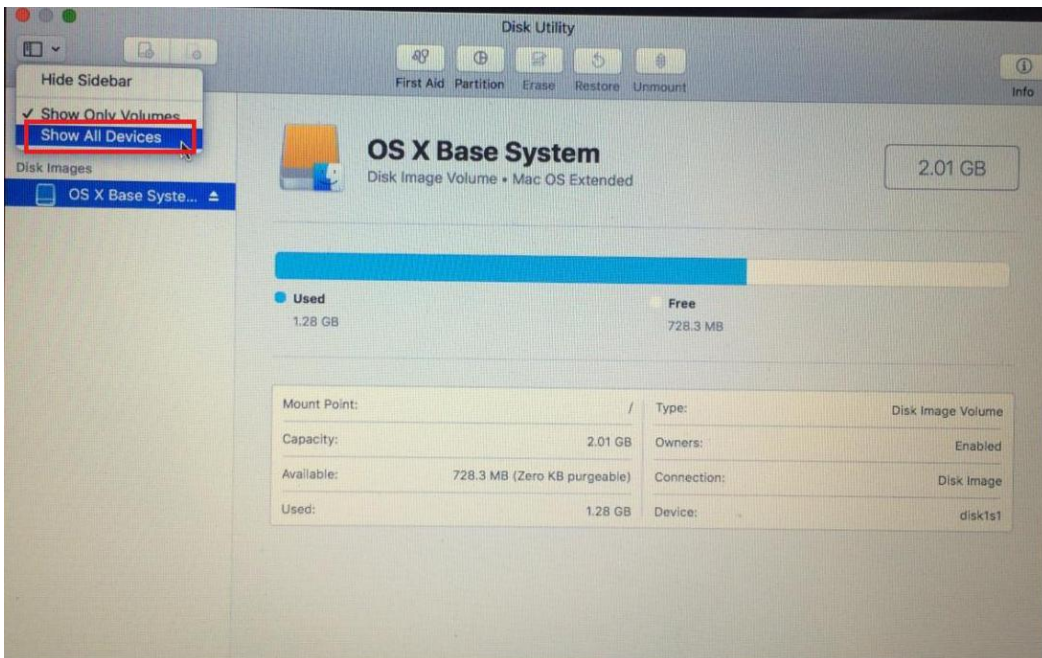 Disk Utility
First Aid Partition Erase Restore Unmount
Info
Hide Sidebar
✓ Show Only Volumes
Show All Devices
Disk Images
OS X Base Syste...
OS X Base System
Disk Image Volume • Mac OS Extended
2.01 GB
Used
1.28 GB
Free
728.3 MB
Mount Point: /
Type: Disk Image Volume
Capacity: 2.01 GB
Owners: Enabled
Available: 728.3 MB (Zero KB purgeable)
Connection: Disk Image
Used: 1.28 GB
Device: disk1s1